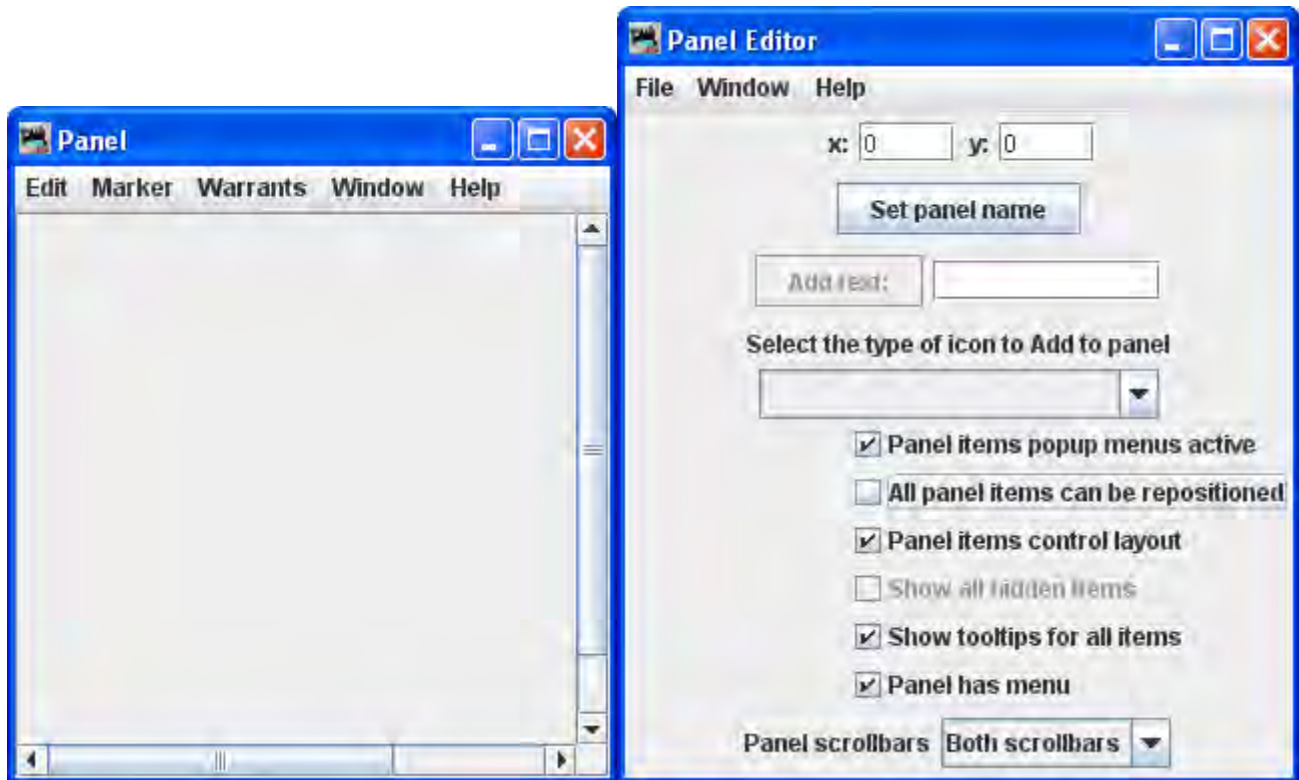 Panel
Edit Marker Warrants Window Help
Panel Editor
File Window Help
x: 0 y: 0
Set panel name
Add text:
Select the type of icon to Add to panel
Panel items popup menus active
All panel items can be repositioned
Panel items control layout
Show all hidden items
Show tooltips for all items
Panel has menu
Panel scrollbars Both scrollbars